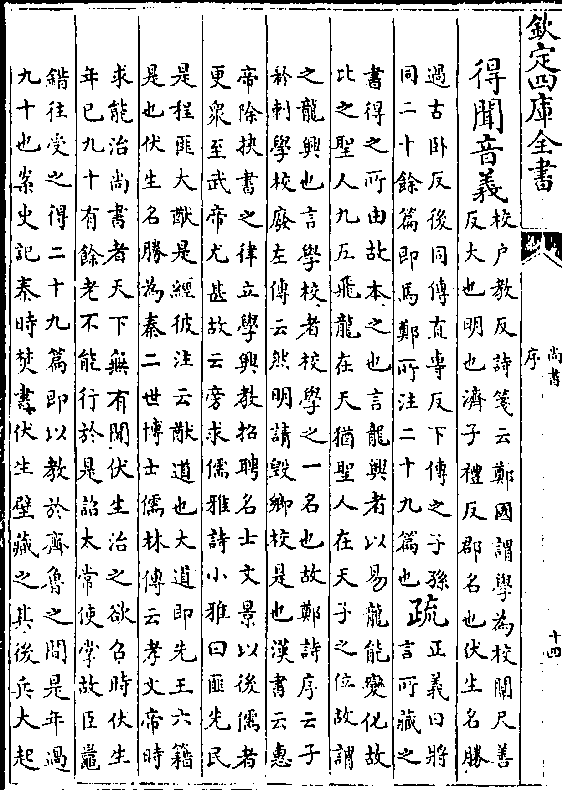 欽定四庫全書
尚書序
十四
得聞音義
校户教反詩箋云鄭國謂學為校闡尺善
反大也明也濟子禮反郡名也伏生名勝
過古卧反後同傳直專反下傳之子孫
同二十餘篇即馬鄭所注二十九篇也
疏
正義曰將
言所藏之
書得之所由故本之也言龍興者以易龍能變化故
比之聖人九五飛龍在天猶聖人在天子之位故謂
之龍興也言學校者校學之一名也故鄭詩序云子
衿刺學校廢左傳云然明請毁鄉校是也漢書云惠
帝除挾書之律立學興教招聘名士文景以後儒者
更衆至武帝尤甚故云旁求儒雅詩小雅曰匪先民
是程匪大猷是經彼注云猷道也大道即先王六籍
是也伏生名勝為秦二世博士儒林傳云孝文帝時
求能治尚書者天下無有聞伏生治之欲召時伏生
年已九十有餘老不能行於是詔太常使掌故臣鼂
錯往受之得二十九篇即以教於齊魯之間是年過
九十也案史記秦時焚書伏生壁藏之其後兵大起